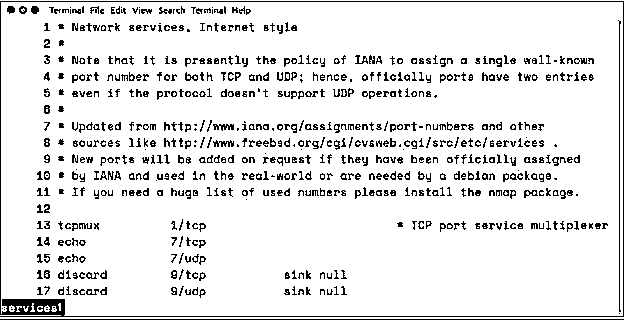 Terminal File Edit View Search Terminal Help
1 # Network services, Internet style
2 #
3 # Note that it is presently the policy of IANA to assign a single well-known
4 # port number for both TCP and UDP; hence, officially ports have two entries
5 # even if the protocol doesn't support UDP operations.
6 #
7 # Updated from http://www.iana.org/assignments/port-numbers and other
8 # sources like http://www.freebsd.org/cgi/cvsweb.cgi/src/etc/services .
9 # New ports will be added on request if they have been officially assigned
10 # by IANA and used in the real-world or are needed by a debian package.
11 # If you need a huge list of used numbers please install the nmap package.
12
13 tcpmux 1/tcp # TCP port service multiplexer
14 echo 7/tcp
15 echo 7/udp
16 discard 9/tcp sink null
17 discard 9/udp sink null
services1